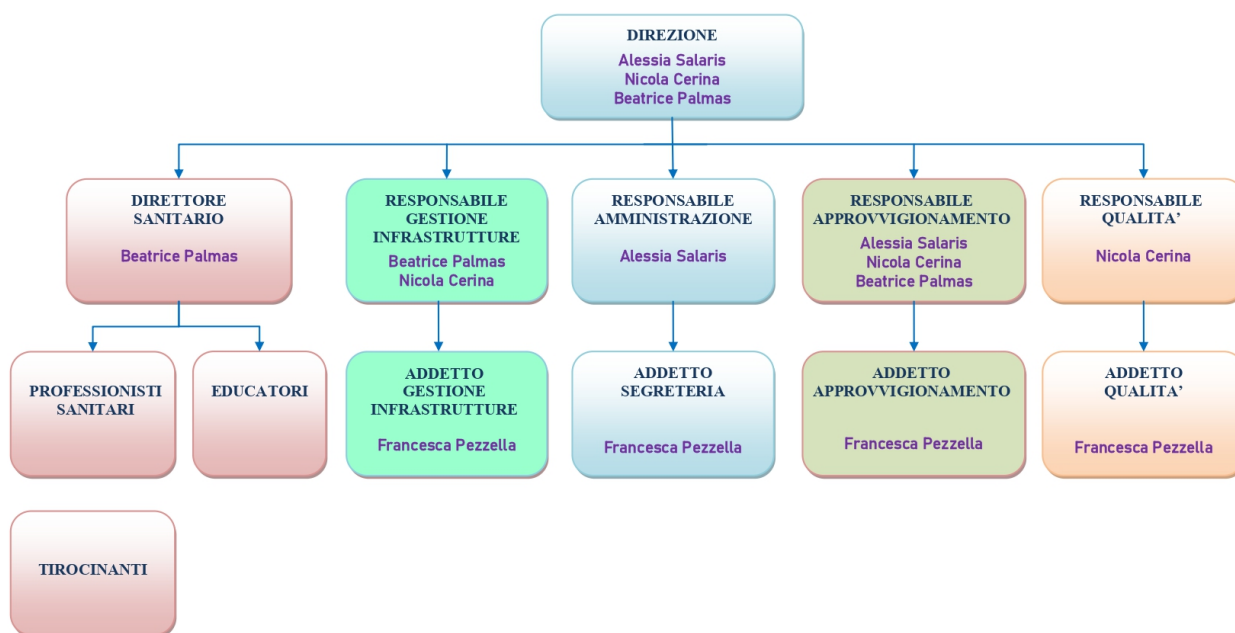 DIREZIONE
Alessia Salaris
Nicola Cerina
Beatrice Palmas
DIRETTORE
SANITARIO
Beatrice Palmas
RESPONSABILE
GESTIONE
INFRASTRUTTURE
Beatrice Palmas
Nicola Cerina
RESPONSABILE
AMMINISTRAZIONE
Alessia Salaris
RESPONSABILE
APPROVVIGIONAMENTO
Alessia Salaris
Nicola Cerina
Beatrice Palmas
RESPONSABILE
QUALITA’
Nicola Cerina
PROFESSIONISTI
SANITARI
EDUCATORI
ADDETTO
GESTIONE
INFRASTRUTTURE
Francesca Pezzella
ADDETTO
SEGRETERIA
Francesca Pezzella
ADDETTO
APPROVVIGIONAMENTO
Francesca Pezzella
ADDETTO
QUALITA’
Francesca Pezzella
TIROCINANTI